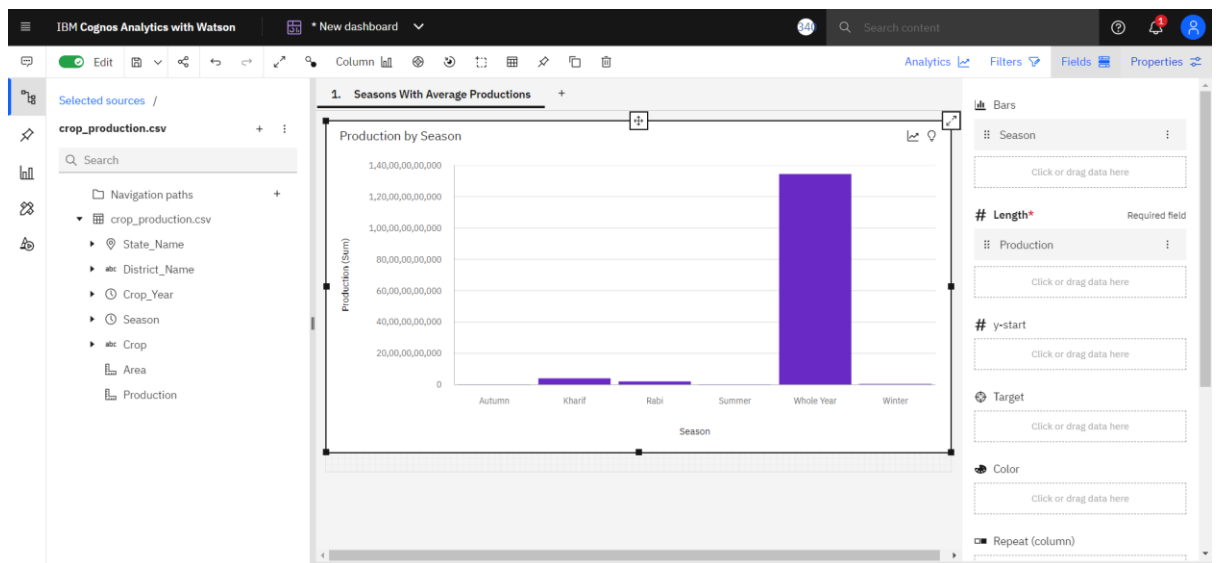 IBM Cognos Analytics with Watson
* New dashboard
Search content
1
Edit
Column
Analytics
Filters
Fields
Properties
Selected sources /
crop_production.csv
Search
Navigation paths
crop_production.csv
State_Name
abc District_Name
Crop_Year
Season
abc Crop
Area
Production
1. Seasons With Average Productions
Production by Season
Production (Sum)
1,40,00,00,00,000
1,20,00,00,00,000
1,00,00,00,00,000
80,00,00,00,000
60,00,00,00,000
40,00,00,00,000
20,00,00,00,000
0
Autumn Kharif Rabi Summer Whole Year Winter
Season
Bars
Season
Click or drag data here
# Length* Required field
Production
Click or drag data here
# y-start
Click or drag data here
Target
Click or drag data here
Color
Click or drag data here
Repeat (column)